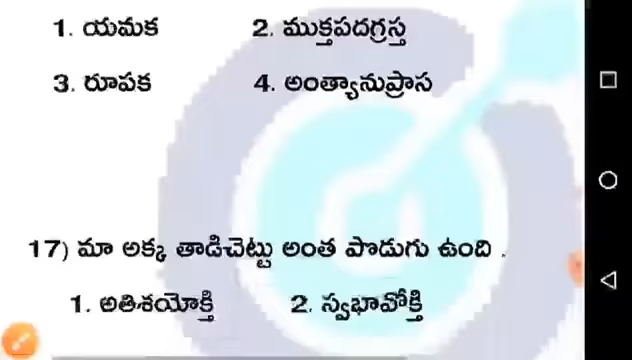 1. యమక 2. ముక్తపదగ్రస్త
3. రూపక 4. అంత్యానుప్రాస
17) మా అక్క తాడిచెట్టు అంత పొడుగు ఉంది .
1. అతిశయోక్తి 2. స్వభావోక్తి